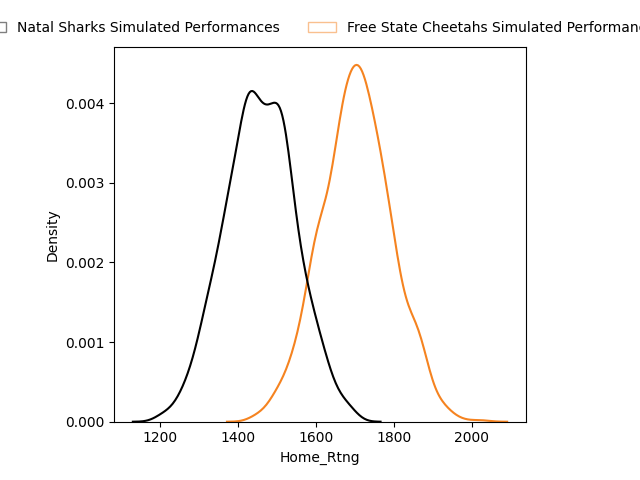 Natal Sharks Simulated Performances Free State Cheetahs Simulated
0.004
0.003
0.002
0.001
0.000
Density
1200 1400 1600 1800 2000
Home_Rtng